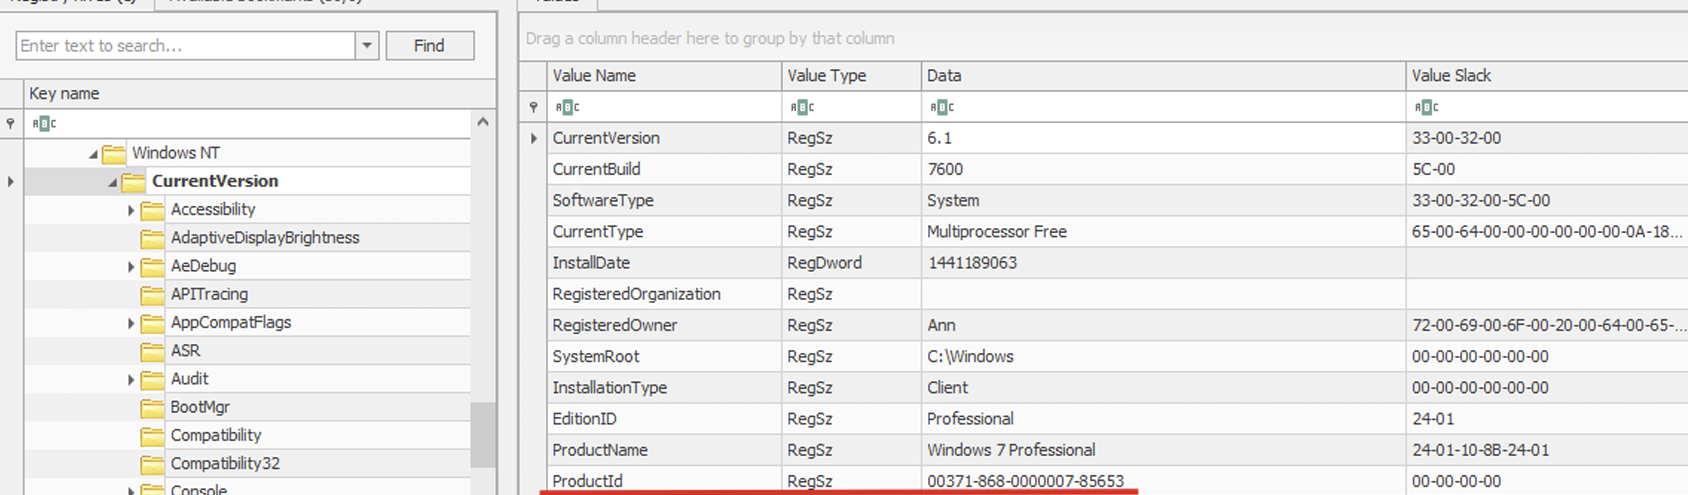 Enter text to search...
Find
Key name
ABC
Windows NT
CurrentVersion
Accessibility
AdaptiveDisplayBrightness
AeDebug
APITracing
AppCompatFlags
ASR
Audit
BootMgr
Compatibility
Compatibility32
Console
Values
Drag a column header here to group by that column
Value Name Value Type Data Value Slack
ABC ABC ABC ABC
CurrentVersion RegSz 6.1 33-00-32-00
CurrentBuild RegSz 7600 5C-00
SoftwareType RegSz System 33-00-32-00-5C-00
CurrentType RegSz Multiprocessor Free 65-00-64-00-00-00-00-00-00-0A-18...
InstallDate RegDword 1441189063
RegisteredOrganization RegSz
RegisteredOwner RegSz Ann 72-00-69-00-6F-00-20-00-64-00-65-...
SystemRoot RegSz C:\Windows 00-00-00-00-00-00
InstallationType RegSz Client 00-00-00-00-00-00
EditionID RegSz Professional 24-01
ProductName RegSz Windows 7 Professional 24-01-10-8B-24-01
ProductId RegSz 00371-868-0000007-85653 00-00-00-00